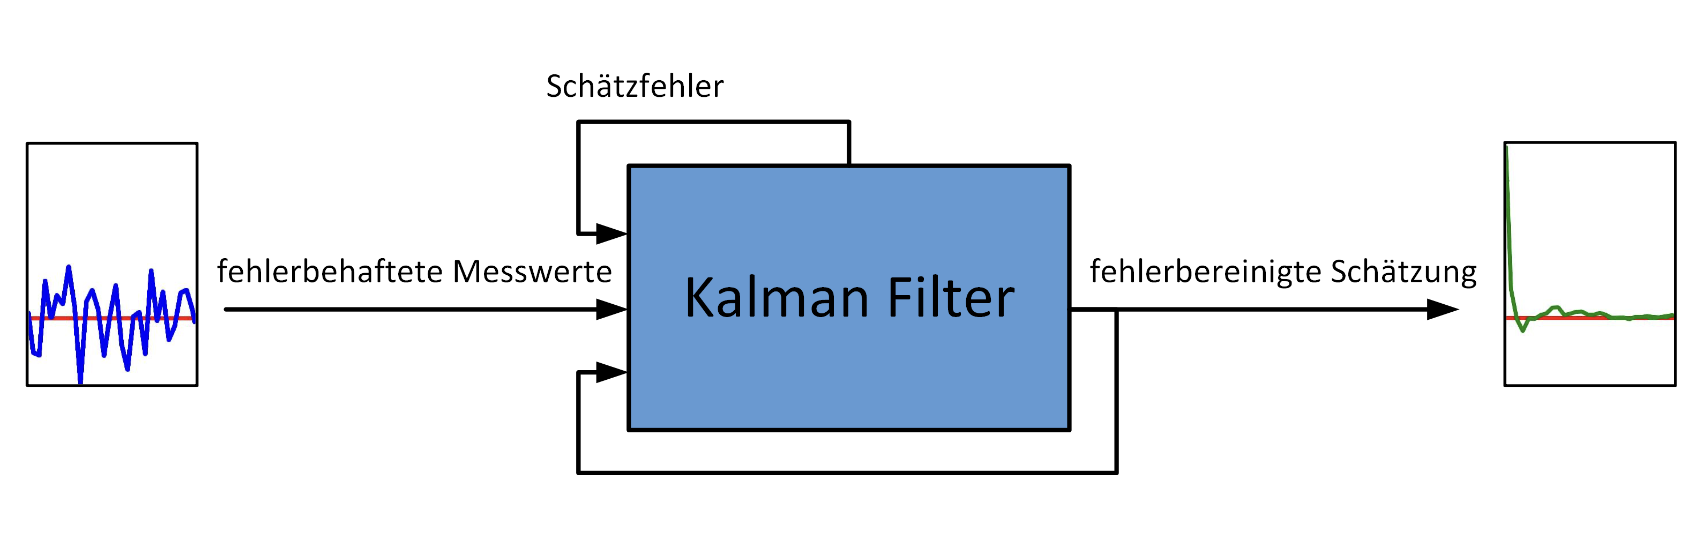 Schätzfehler
fehlerbehaftete Messwerte
Kalman Filter
fehlerbereinigte Schätzung